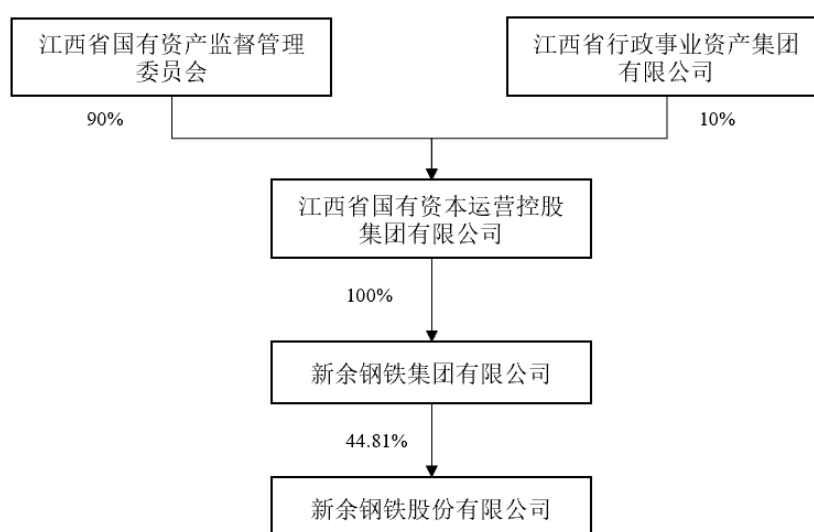 江西省国有资产监督管理
委员会
江西省行政事业资产集团
有限公司
90%
10%
江西省国有资本运营控股
集团有限公司
100%
新余钢铁集团有限公司
44.81%
新余钢铁股份有限公司